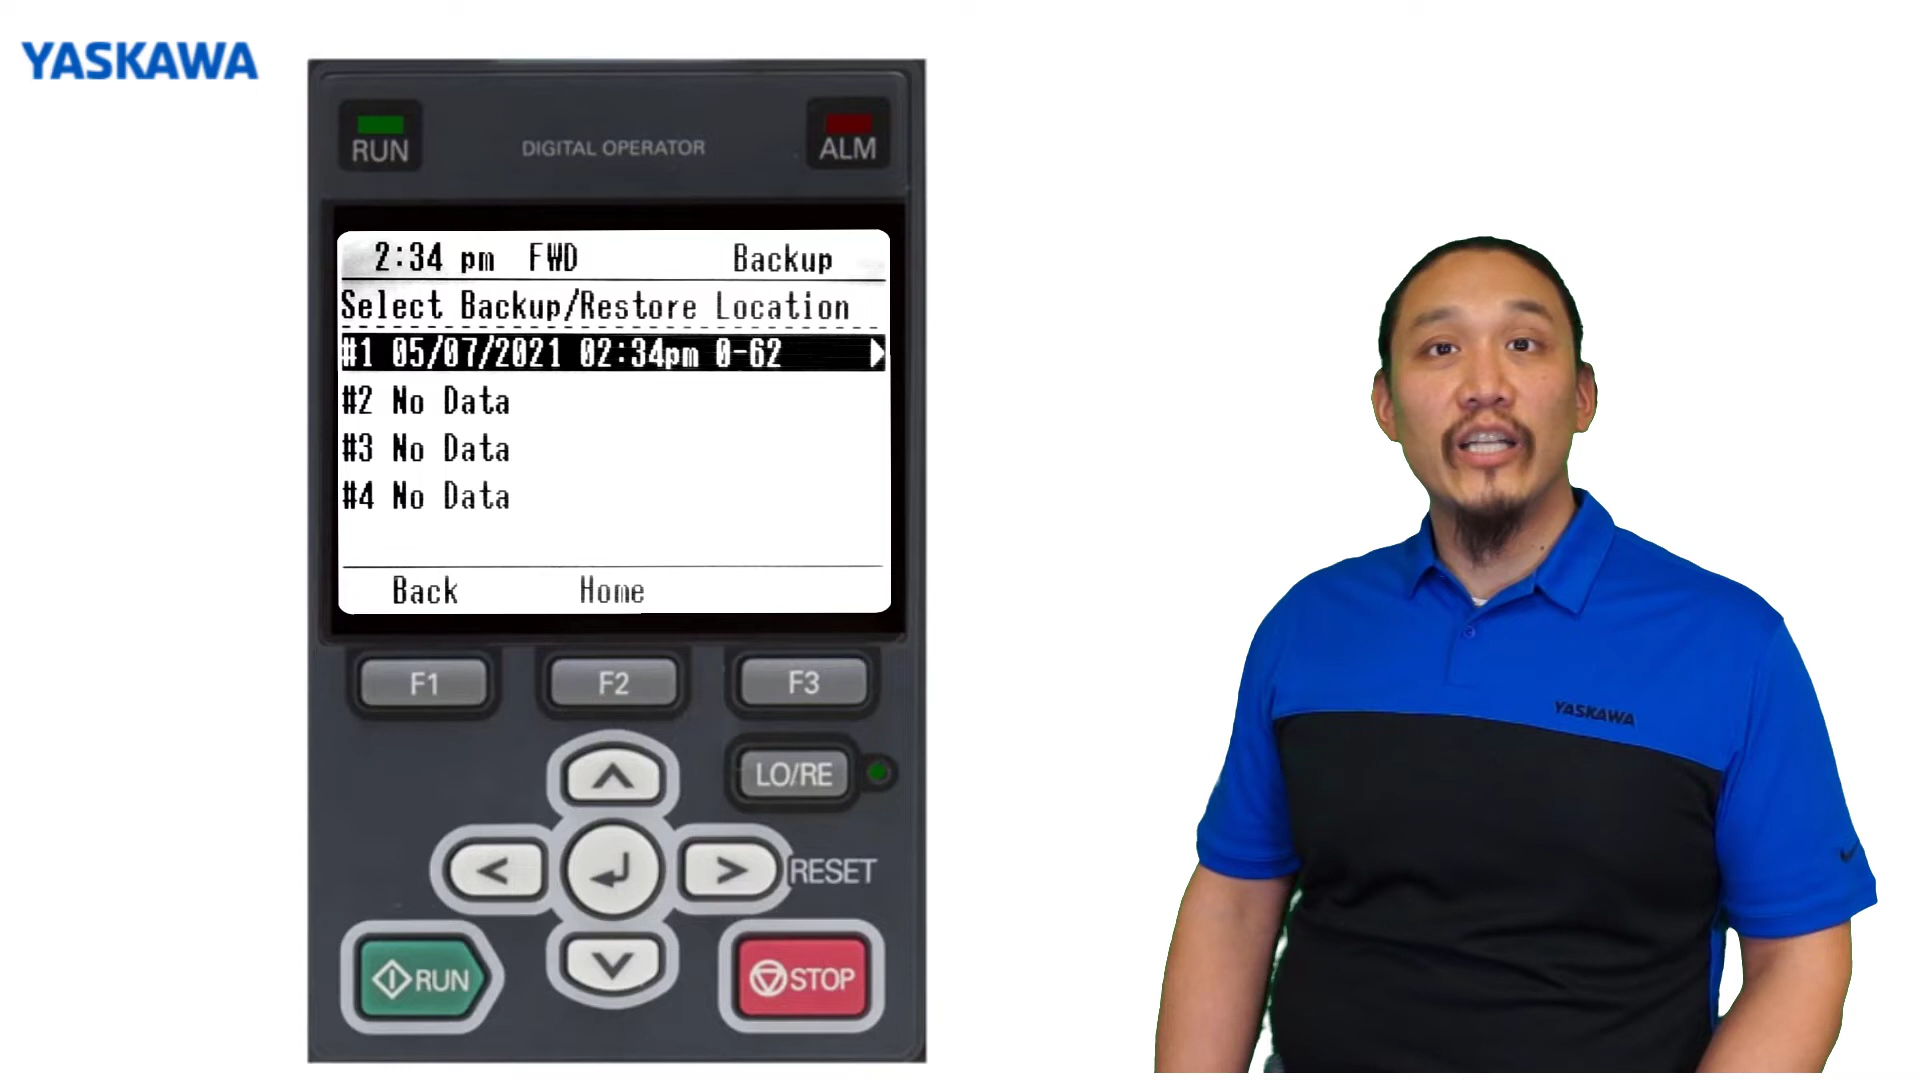 YASKAWA
RUN
DIGITAL OPERATOR
ALM
2:34 pm FWD Backup
Select Backup/Restore Location
#1 05/07/2021 02:34pm 0-62
#2 No Data
#3 No Data
#4 No Data
Back Home
F1 F2 F3
LO/RE
RESET
RUN
STOP
YASKAWA